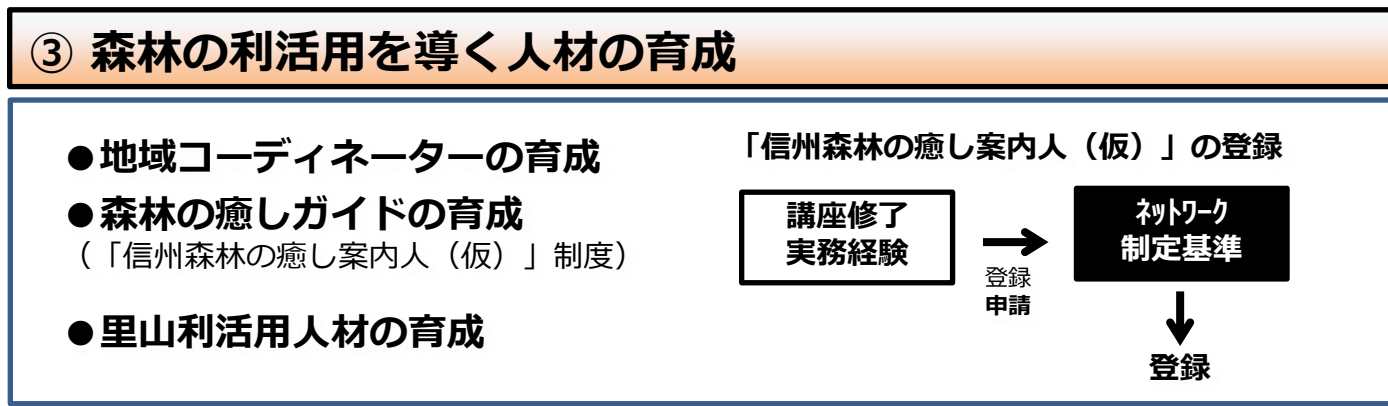 ③ 森林の利活用を導く人材の育成
●地域コーディネーターの育成
●森林の癒しガイドの育成
（「信州森林の癒し案内人（仮）」制度）
●里山利活用人材の育成
「信州森林の癒し案内人（仮）」の登録
講座修了
実務経験
登録
申請
ﾈｯﾄﾜｰｸ
制定基準
登録